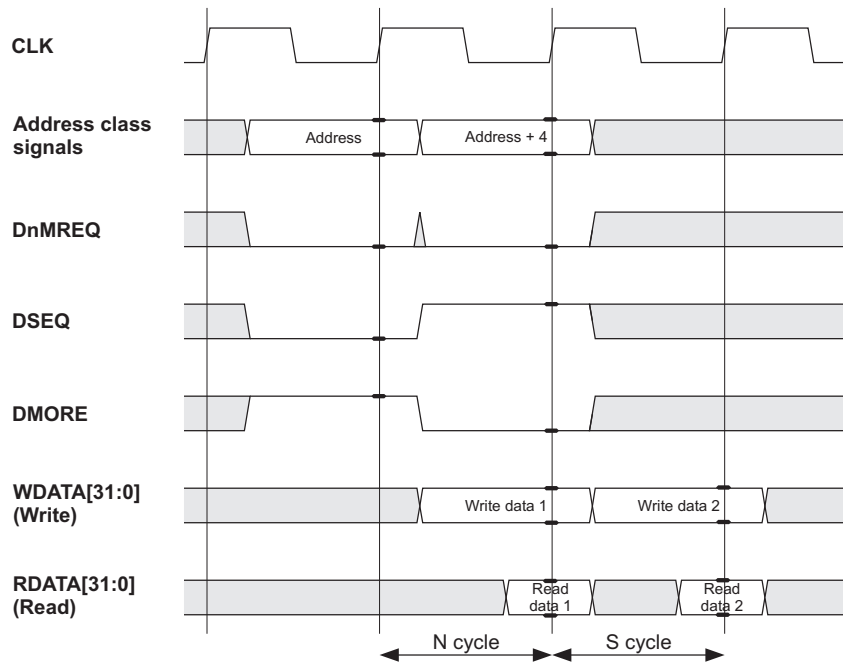 CLK
Address class
signals
Address
Address + 4
DnMREQ
DSEQ
DMORE
WDATA[31:0]
(Write)
Write data 1
Write data 2
RDATA[31:0]
(Read)
Read
data 1
Read
data 2
N cycle
S cycle